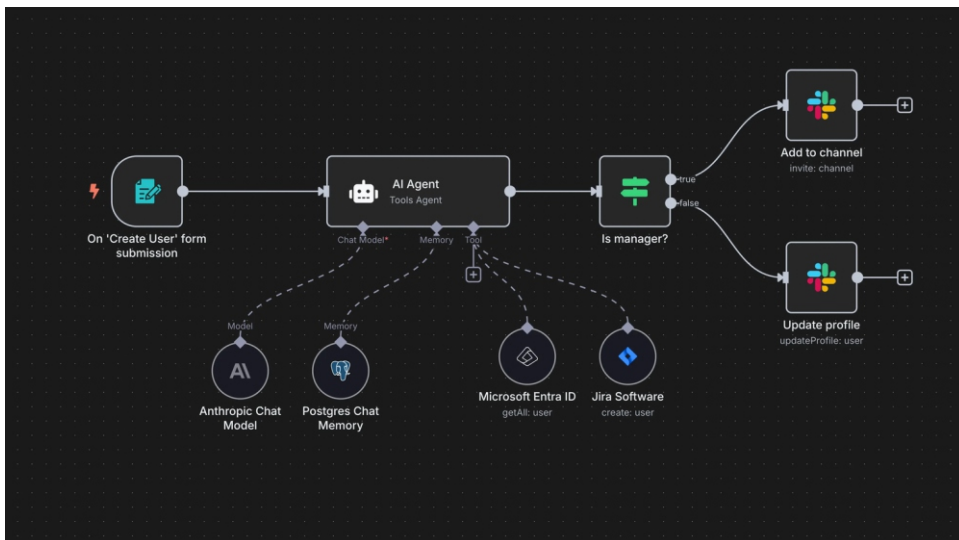 On 'Create User' form
submission
AI Agent
Tools Agent
Chat Model*
Memory
Tool
Is manager?
true
false
Add to channel
invite: channel
Update profile
updateProfile: user
Model
Anthropic Chat
Model
Memory
Postgres Chat
Memory
Microsoft Entra ID
getAll: user
Jira Software
create: user